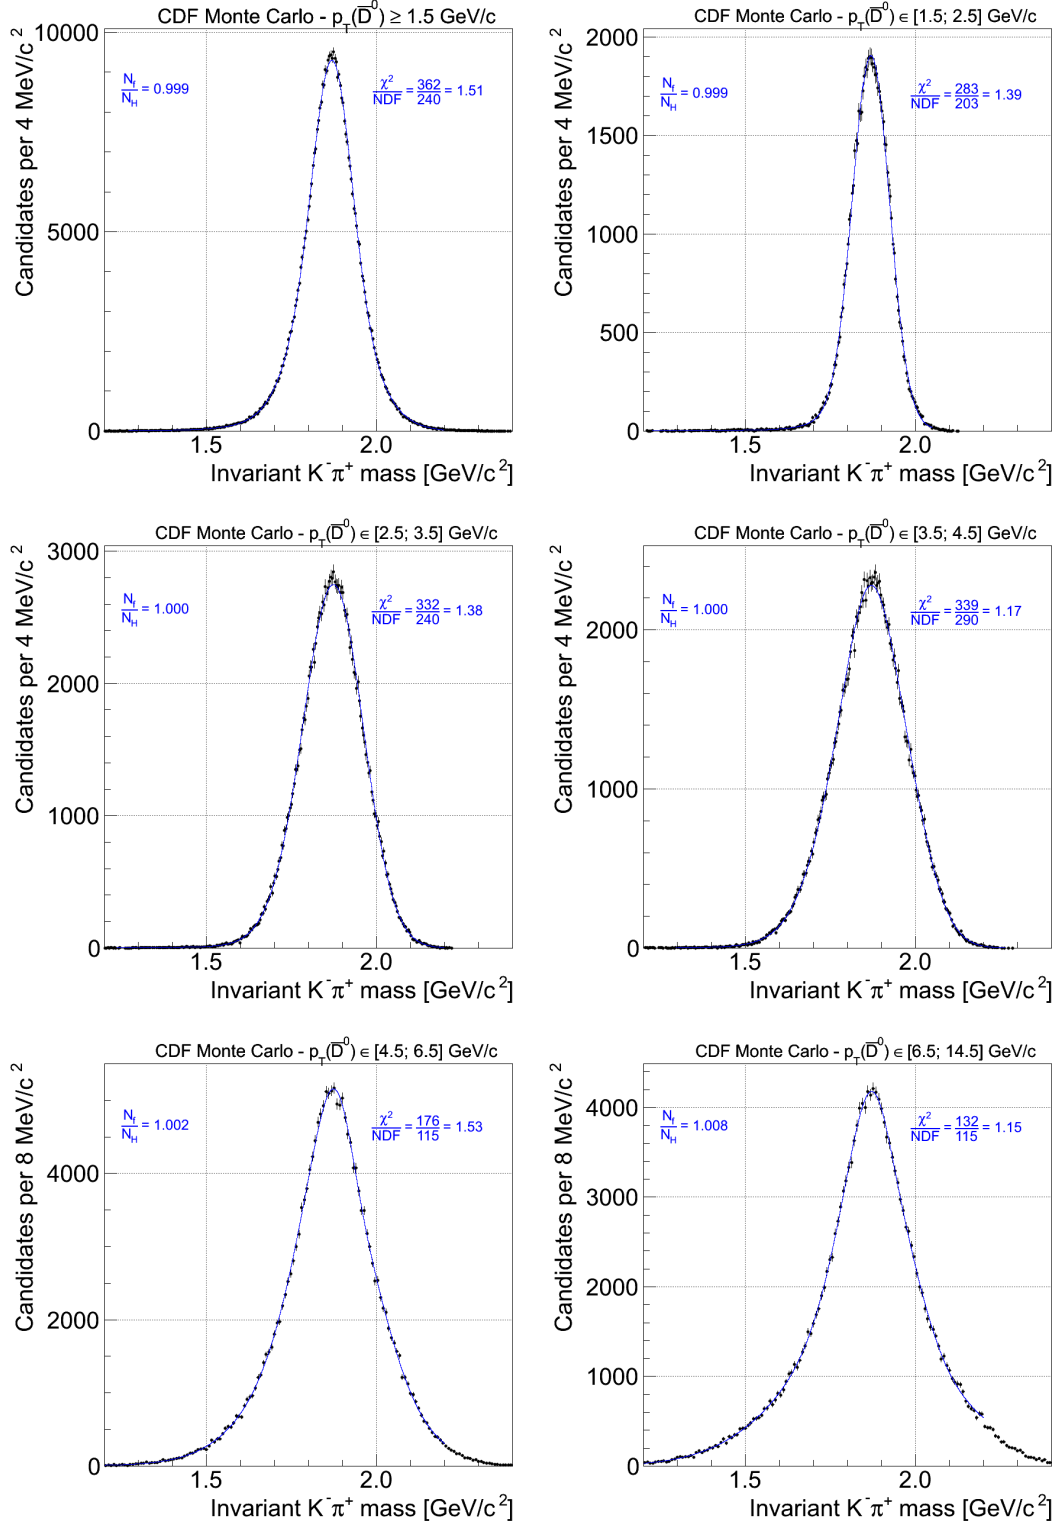 CDF Monte Carlo - p_T(D̅⁰) ≥ 1.5 GeV/c
Candidates per 4 MeV/c²
10000
5000
0
N_f/N_H = 0.999
χ²/NDF = 362/240 = 1.51
1.5 2.0
Invariant K⁻π⁺ mass [GeV/c²]
CDF Monte Carlo - p_T(D̅⁰) ∈ [1.5; 2.5] GeV/c
Candidates per 4 MeV/c²
2000
1500
1000
500
0
N_f/N_H = 0.999
χ²/NDF = 283/203 = 1.39
1.5 2.0
Invariant K⁻π⁺ mass [GeV/c²]
CDF Monte Carlo - p_T(D̅⁰) ∈ [2.5; 3.5] GeV/c
Candidates per 4 MeV/c²
3000
2000
1000
0
N_f/N_H = 1.000
χ²/NDF = 332/240 = 1.38
1.5 2.0
Invariant K⁻π⁺ mass [GeV/c²]
CDF Monte Carlo - p_T(D̅⁰) ∈ [3.5; 4.5] GeV/c
Candidates per 4 MeV/c²
2000
1000
0
N_f/N_H = 1.000
χ²/NDF = 339/290 = 1.17
1.5 2.0
Invariant K⁻π⁺ mass [GeV/c²]
CDF Monte Carlo - p_T(D̅⁰) ∈ [4.5; 6.5] GeV/c
Candidates per 8 MeV/c²
4000
2000
0
N_f/N_H = 1.002
χ²/NDF = 176/115 = 1.53
1.5 2.0
Invariant K⁻π⁺ mass [GeV/c²]
CDF Monte Carlo - p_T(D̅⁰) ∈ [6.5; 14.5] GeV/c
Candidates per 8 MeV/c²
4000
3000
2000
1000
0
N_f/N_H = 1.008
χ²/NDF = 132/115 = 1.15
1.5 2.0
Invariant K⁻π⁺ mass [GeV/c²]